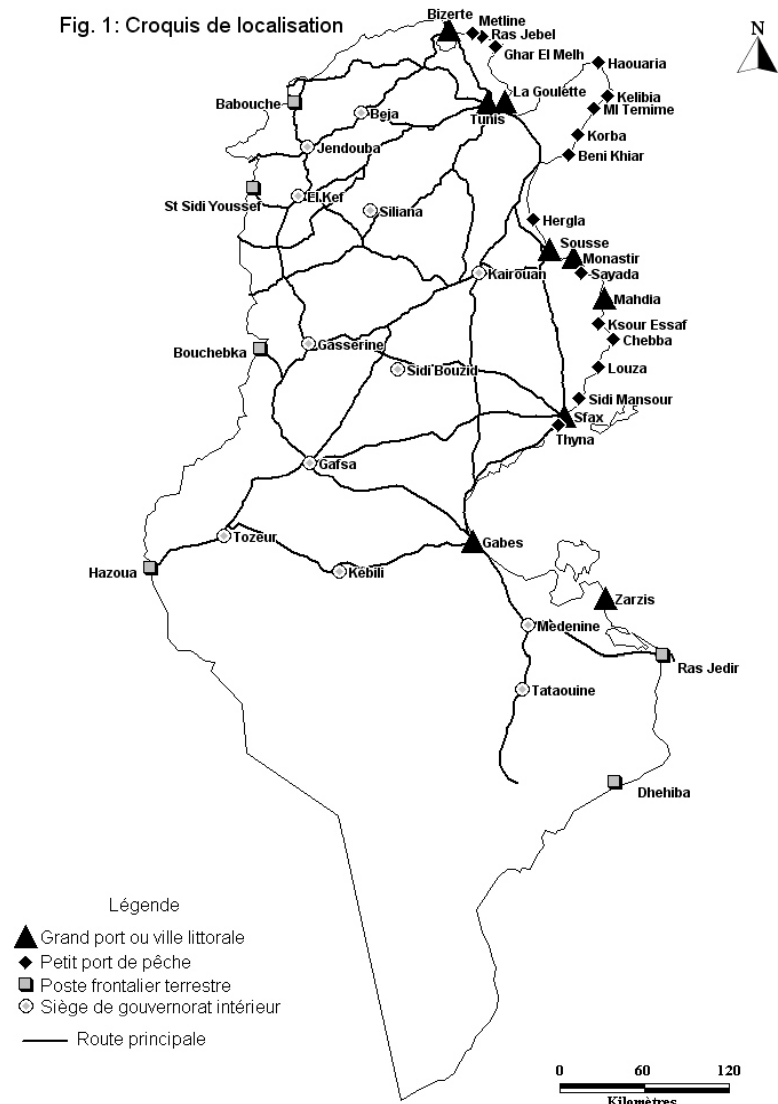 Fig. 1: Croquis de localisation
N
Bizerte
Metline
Ras Jebel
Ghar El Melh
Haouaria
La Goulette
Kelibia
Babouche
Beja
Tunis
Ml Temime
Korba
Jendouba
Beni Khiar
El Kef
St Sidi Youssef
Siliana
Hergla
Sousse
Monastir
Kairouan
Sayada
Mahdia
Ksour Essaf
Chebba
Gasserine
Bouchebka
Sidi Bouzid
Louza
Sidi Mansour
Sfax
Thyna
Gafsa
Tozeur
Gabes
Hazoua
Kébili
Zarzis
Médenine
Ras Jedir
Tataouine
Dhehiba
Légende
Grand port ou ville littorale
Petit port de pêche
Poste frontalier terrestre
Siège de gouvernorat intérieur
Route principale
0 60 120
Kilomètres